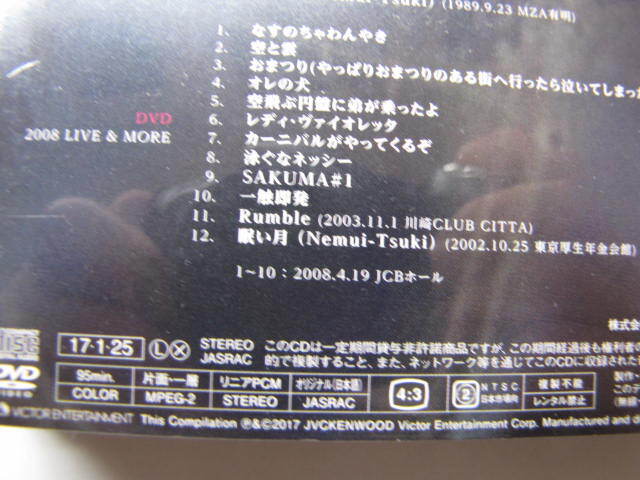 (Nemui-Tsuki) (1989.9.23 MZA有明)
1. なすのちゃわんやき
2. 空と雲
3. おまつり(やっぱりおまつりのある街へ行ったら泣いてしまっ
4. オレの犬
5. 空飛ぶ円盤に弟が乗ったよ
DVD
6. レディ・ヴァイオレッタ
2008 LIVE & MORE
7. カーニバルがやってくるぞ
8. 泳ぐなネッシー
9. SAKUMA#1
10. 一触即発
11. Rumble (2003.11.1 川崎CLUB CITTA)
12. 眠い月 (Nemui-Tsuki) (2002.10.25 東京厚生年金会館)
1~10 : 2008.4.19 JCBホール
株式
DISC 17・1・25 L X STEREO このCDは一定期間貸与非許諾商品ですが、この期間経過後も権利者の
JASRAC 的で複製すること、また、ネットワーク等を通じてこのCDに収録された
DVD VIDEO 95min. 片面一層 リニアPCM オリジナル(日本語) 4:3 2 NTSC 日本市場向 複製不能
COLOR MPEG-2 STEREO JASRAC レンタル禁止
VICTOR ENTERTAINMENT This Compilation ℗&©2017 JVCKENWOOD Victor Entertainment Corp. Manufactured and di